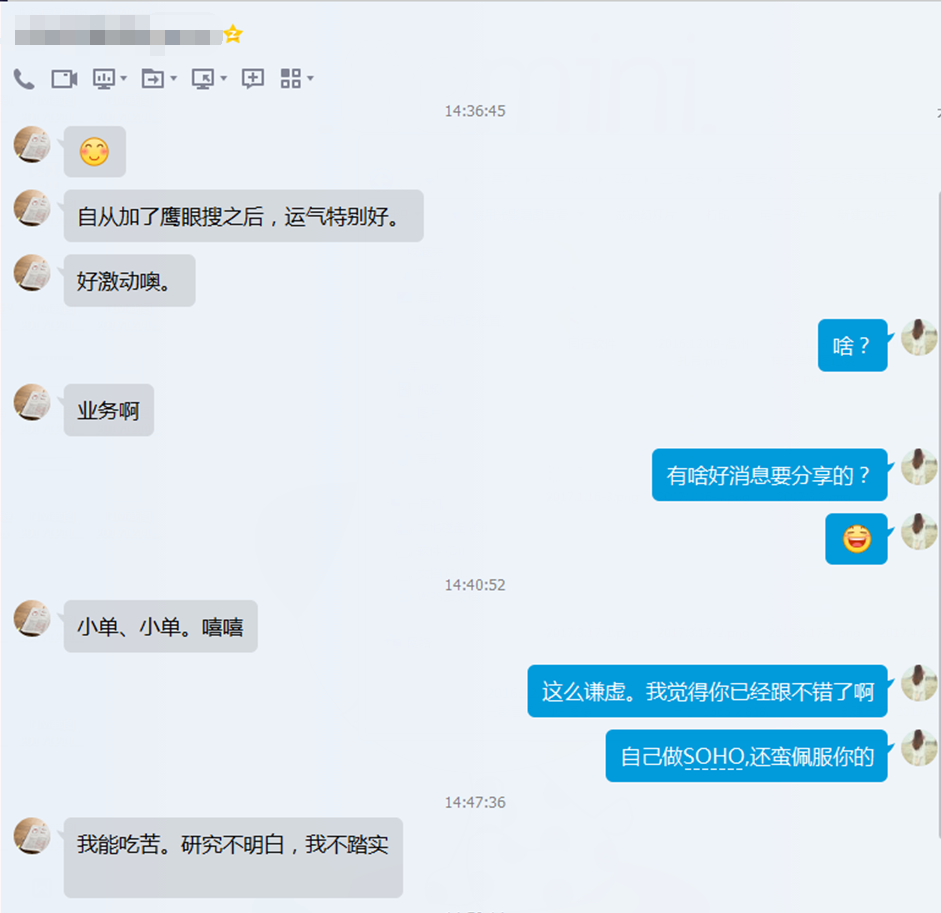 14:36:45
自从加了鹰眼搜之后，运气特别好。
好激动噢。
啥？
业务啊
有啥好消息要分享的？
14:40:52
小单、小单。嘻嘻
这么谦虚。我觉得你已经跟不错了啊
自己做SOHO,还蛮佩服你的
14:47:36
我能吃苦。研究不明白，我不踏实